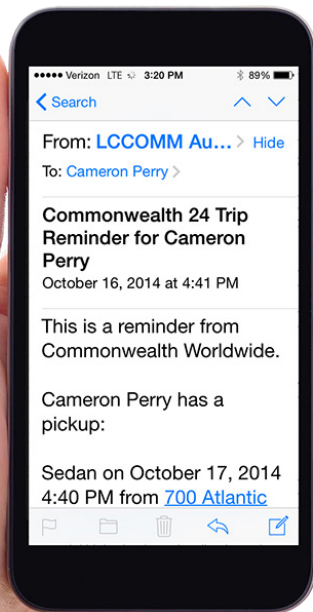 Verizon LTE 3:20 PM 89%
Search
From: LCCOMM Au... Hide
To: Cameron Perry
Commonwealth 24 Trip
Reminder for Cameron
Perry
October 16, 2014 at 4:41 PM
This is a reminder from
Commonwealth Worldwide.
Cameron Perry has a
pickup:
Sedan on October 17, 2014
4:40 PM from 700 Atlantic